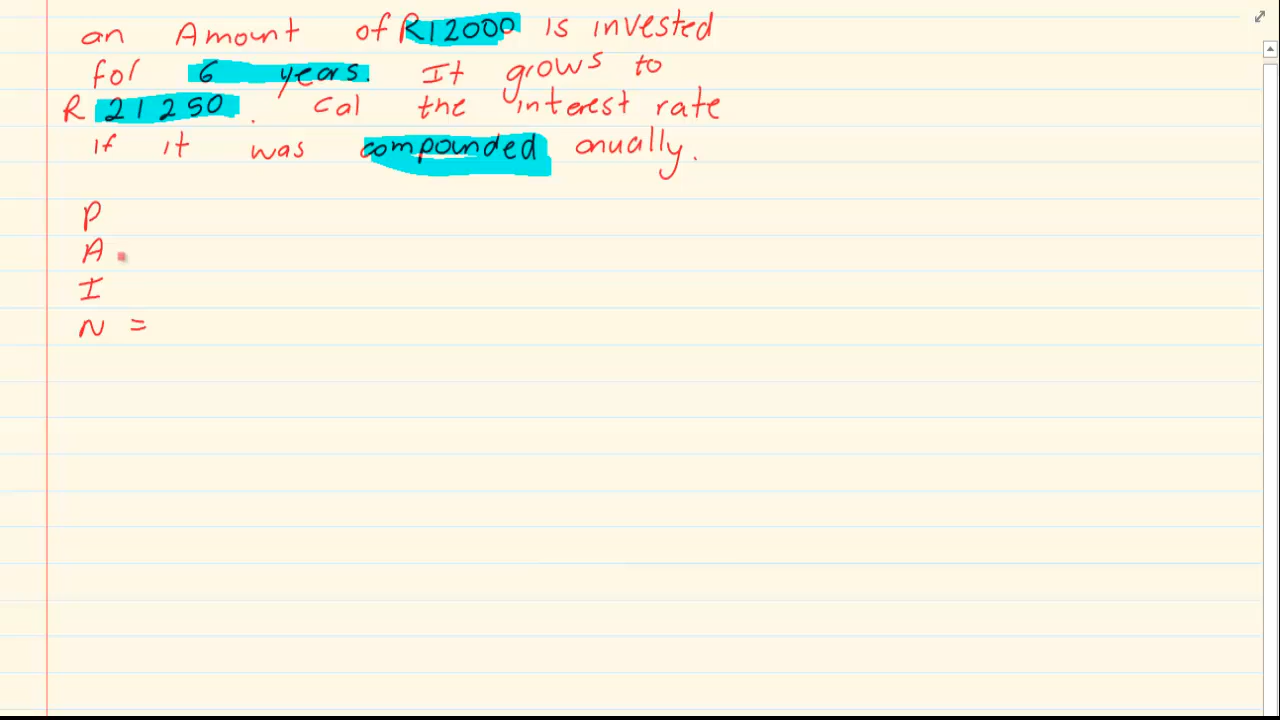 an Amount of R12000 is invested
for 6 years. It grows to
R 21250. Cal the interest rate
if it was compounded anually.
P
A
I
N =